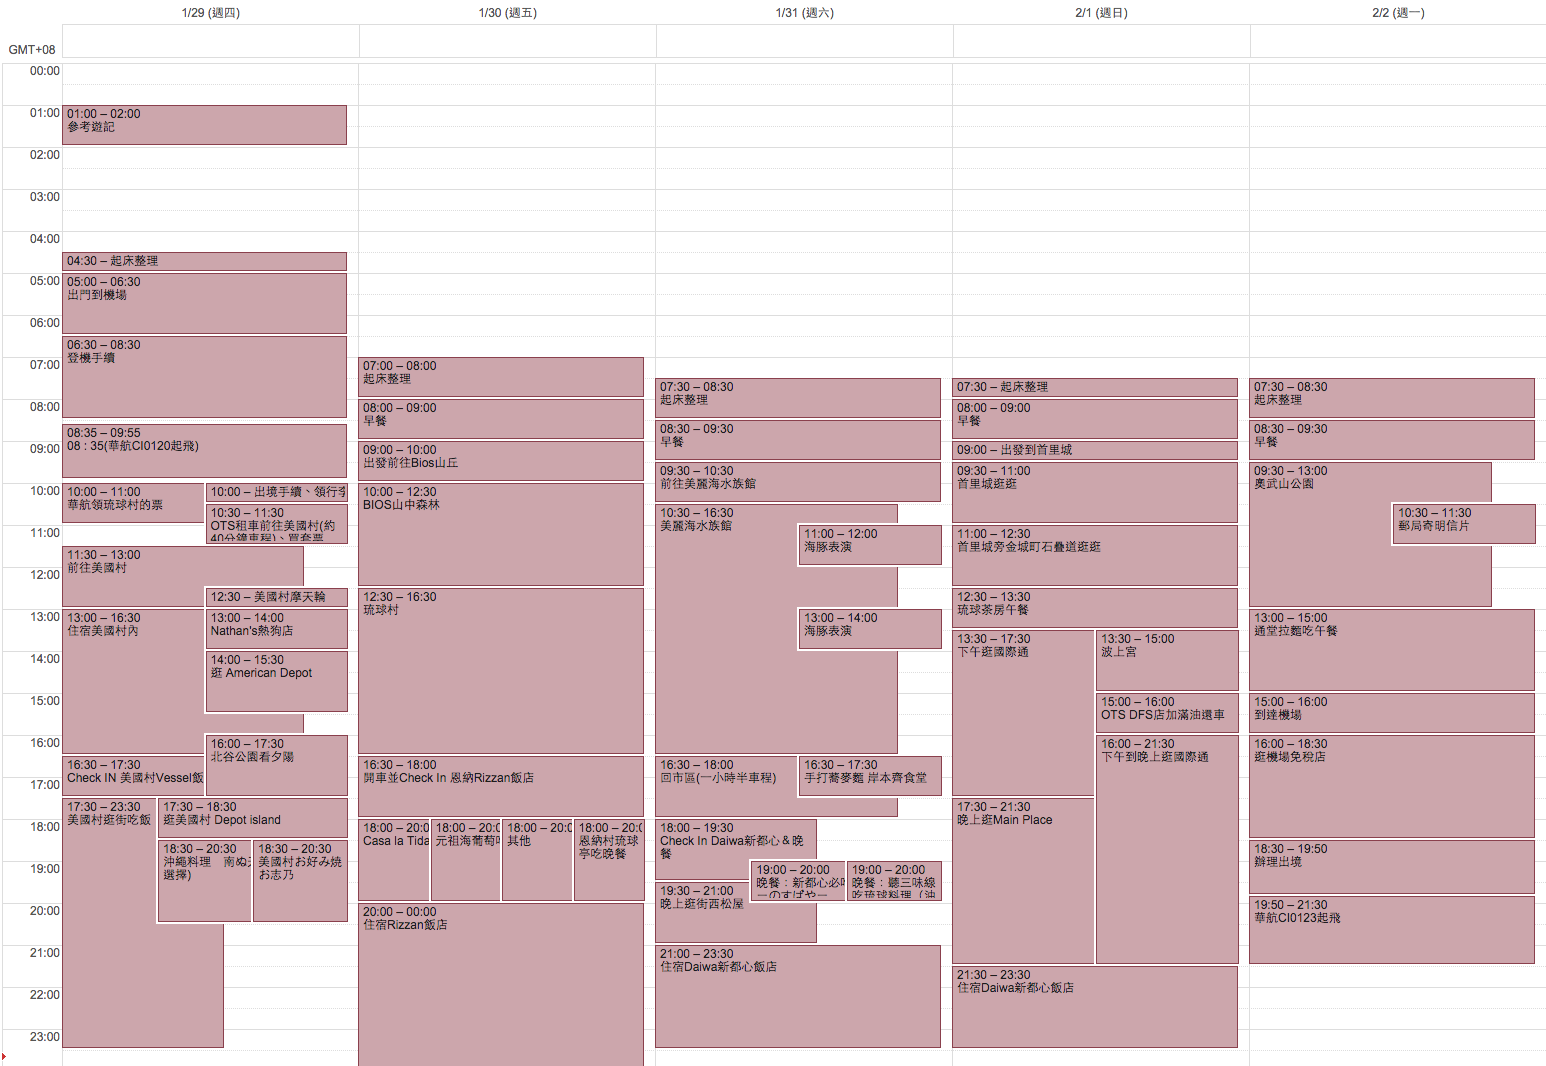 1/29 (週四)
1/30 (週五)
1/31 (週六)
2/1 (週日)
2/2 (週一)
GMT+08
00:00
01:00
02:00
03:00
04:00
05:00
06:00
07:00
08:00
09:00
10:00
11:00
12:00
13:00
14:00
15:00
16:00
17:00
18:00
19:00
20:00
21:00
22:00
23:00
01:00 – 02:00
參考遊記
04:30 – 起床整理
05:00 – 06:30
出門到機場
06:30 – 08:30
登機手續
08:35 – 09:55
08 : 35(華航CI0120起飛)
10:00 – 11:00
華航領琉球村的票
10:00 – 出境手續、領行李
10:30 – 11:30
OTS租車前往美國村(約
40分鐘車程)、買套票
11:30 – 13:00
前往美國村
12:30 – 美國村摩天輪
13:00 – 16:30
住宿美國村內
13:00 – 14:00
Nathan's熱狗店
14:00 – 15:30
逛 American Depot
16:00 – 17:30
北谷公園看夕陽
16:30 – 17:30
Check IN 美國村Vessel飯
17:30 – 23:30
美國村逛街吃飯
17:30 – 18:30
逛美國村 Depot island
18:30 – 20:30
沖繩料理 南ぬ
選擇)
18:30 – 20:30
美國村お好み焼
お志乃
07:00 – 08:00
起床整理
08:00 – 09:00
早餐
09:00 – 10:00
出發前往Bios山丘
10:00 – 12:30
BIOS山中森林
12:30 – 16:30
琉球村
16:30 – 18:00
開車並Check In 恩納Rizzan飯店
18:00 – 20:0
Casa la Tida
18:00 – 20:0
元祖海葡萄
18:00 – 20:0
其他
18:00 – 20:0
恩納村琉球
亭吃晚餐
20:00 – 00:00
住宿Rizzan飯店
07:30 – 08:30
起床整理
08:30 – 09:30
早餐
09:30 – 10:30
前往美麗海水族館
10:30 – 16:30
美麗海水族館
11:00 – 12:00
海豚表演
13:00 – 14:00
海豚表演
16:30 – 18:00
回市區(一小時半車程)
16:30 – 17:30
手打蕎麥麵 岸本齊食堂
18:00 – 19:30
Check In Daiwa新都心＆晚
餐
19:00 – 20:00
晚餐：新都心必吃
ーのすばやー
19:00 – 20:00
晚餐：聽三味線
吃琉球料理（沖
19:30 – 21:00
晚上逛街西松屋
21:00 – 23:30
住宿Daiwa新都心飯店
07:30 – 起床整理
08:00 – 09:00
早餐
09:00 – 出發到首里城
09:30 – 11:00
首里城逛逛
11:00 – 12:30
首里城旁金城町石疊道逛逛
12:30 – 13:30
琉球茶房午餐
13:30 – 17:30
下午逛國際通
13:30 – 15:00
波上宮
15:00 – 16:00
OTS DFS店加滿油還車
16:00 – 21:30
下午到晚上逛國際通
17:30 – 21:30
晚上逛Main Place
21:30 – 23:30
住宿Daiwa新都心飯店
07:30 – 08:30
起床整理
08:30 – 09:30
早餐
09:30 – 13:00
奧武山公園
10:30 – 11:30
郵局寄明信片
13:00 – 15:00
通堂拉麵吃午餐
15:00 – 16:00
到達機場
16:00 – 18:30
逛機場免稅店
18:30 – 19:50
辦理出境
19:50 – 21:30
華航CI0123起飛